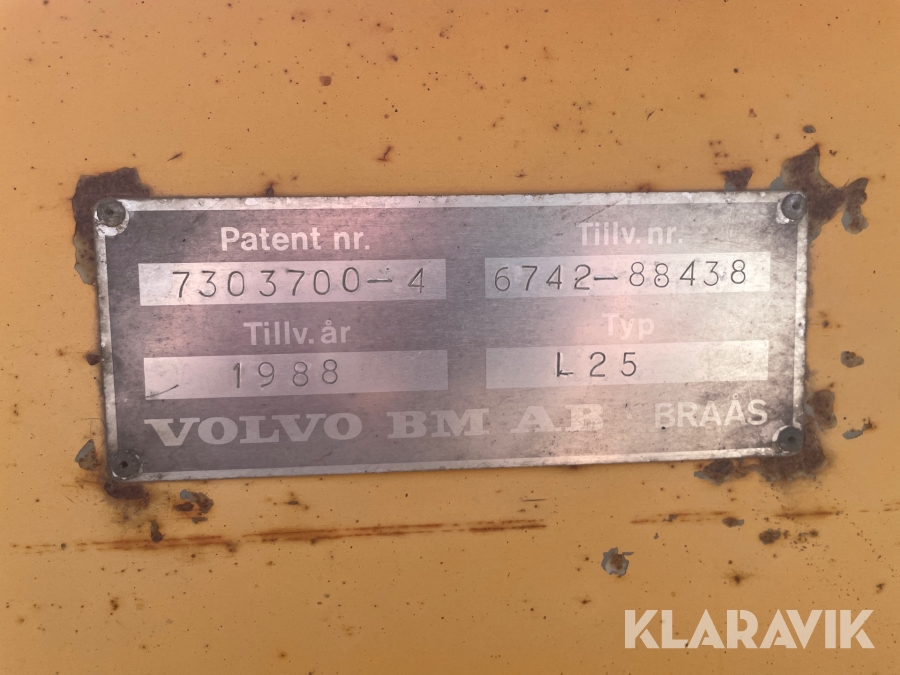 Patent nr. Tillv. nr.
7303700-4 6742-88438
Tillv. år Typ
1988 L25
VOLVO BM AB BRAÅS
KLARAVIK